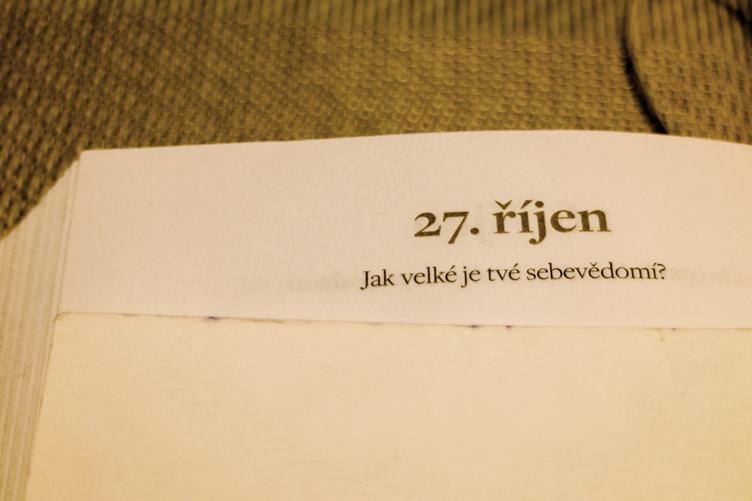 27. říjen
Jak velké je tvé sebevědomí?